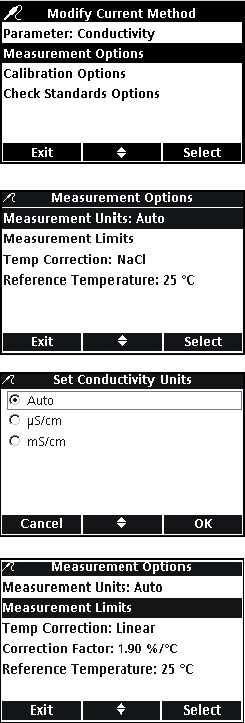 Modify Current Method
Parameter: Conductivity
Measurement Options
Calibration Options
Check Standards Options
Exit Select
Measurement Options
Measurement Units: Auto
Measurement Limits
Temp Correction: NaCl
Reference Temperature: 25 °C
Exit Select
Set Conductivity Units
Auto
µS/cm
mS/cm
Cancel OK
Measurement Options
Measurement Units: Auto
Measurement Limits
Temp Correction: Linear
Correction Factor: 1.90 %/°C
Reference Temperature: 25 °C
Exit Select